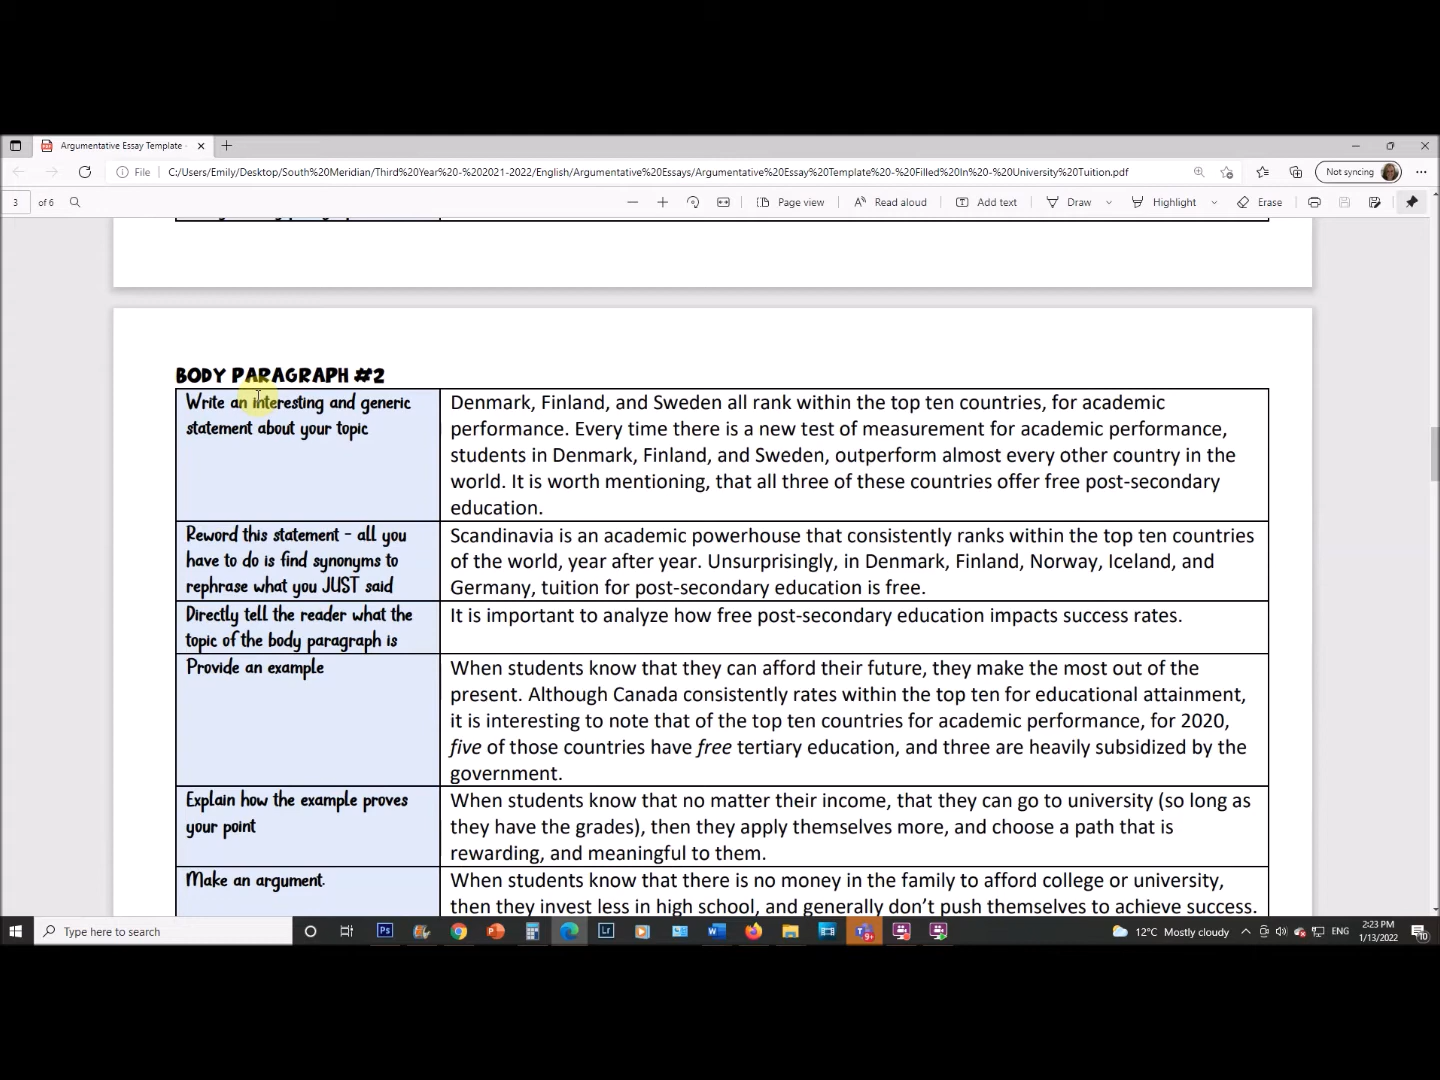 Argumentative Essay Template -
File
C:/Users/Emily/Desktop/South%20Meridian/Third%20Year%20-%202021-2022/English/Argumentative%20Essays/Argumentative%20Essay%20Template%20-%20Filled%20In%20-%20University%20Tuition.pdf
Not syncing
3 of 6
Page view
Read aloud
Add text
Draw
Highlight
Erase
BODY PARAGRAPH #2
Write an interesting and generic
statement about your topic
Denmark, Finland, and Sweden all rank within the top ten countries, for academic
performance. Every time there is a new test of measurement for academic performance,
students in Denmark, Finland, and Sweden, outperform almost every other country in the
world. It is worth mentioning, that all three of these countries offer free post-secondary
education.
Reword this statement - all you
have to do is find synonyms to
rephrase what you JUST said
Scandinavia is an academic powerhouse that consistently ranks within the top ten countries
of the world, year after year. Unsurprisingly, in Denmark, Finland, Norway, Iceland, and
Germany, tuition for post-secondary education is free.
Directly tell the reader what the
topic of the body paragraph is
It is important to analyze how free post-secondary education impacts success rates.
Provide an example
When students know that they can afford their future, they make the most out of the
present. Although Canada consistently rates within the top ten for educational attainment,
it is interesting to note that of the top ten countries for academic performance, for 2020,
five of those countries have free tertiary education, and three are heavily subsidized by the
government.
Explain how the example proves
your point
When students know that no matter their income, that they can go to university (so long as
they have the grades), then they apply themselves more, and choose a path that is
rewarding, and meaningful to them.
Make an argument.
When students know that there is no money in the family to afford college or university,
then they invest less in high school, and generally don't push themselves to achieve success.
Type here to search
12°C Mostly cloudy
ENG
2:23 PM
1/13/2022